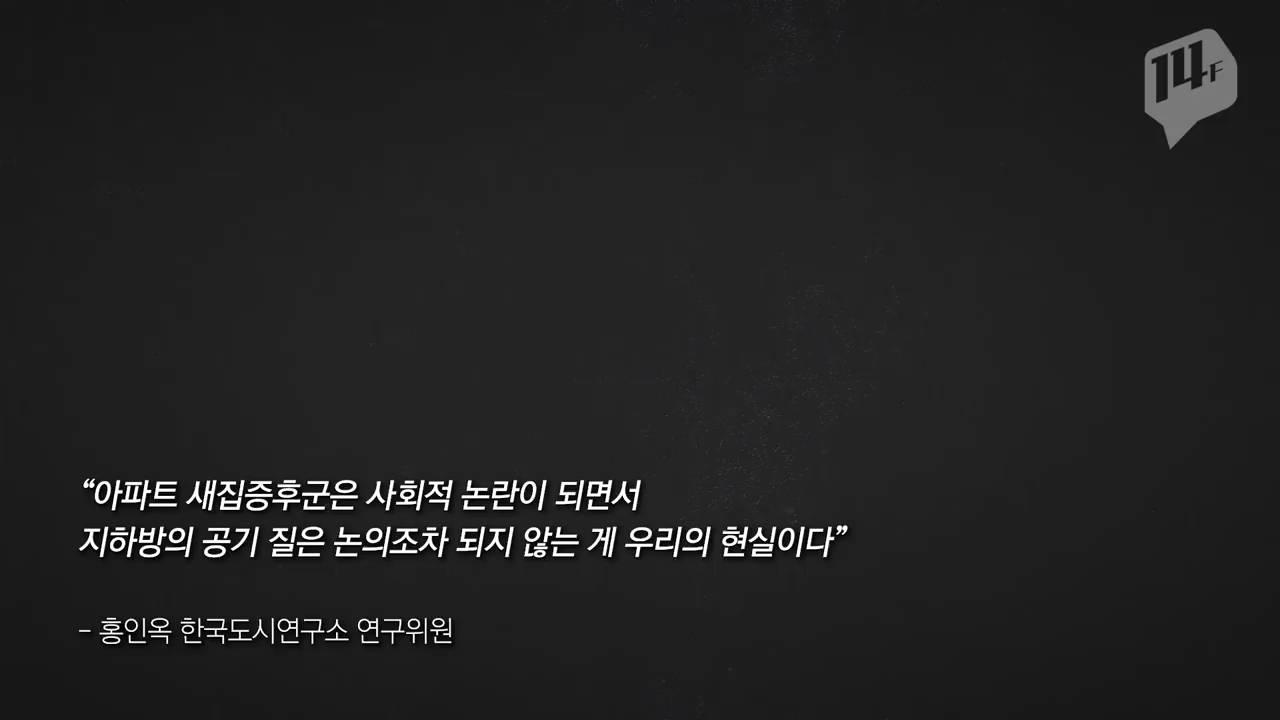 14F
“아파트 새집증후군은 사회적 논란이 되면서
지하방의 공기 질은 논의조차 되지 않는 게 우리의 현실이다”
– 홍인옥 한국도시연구소 연구위원